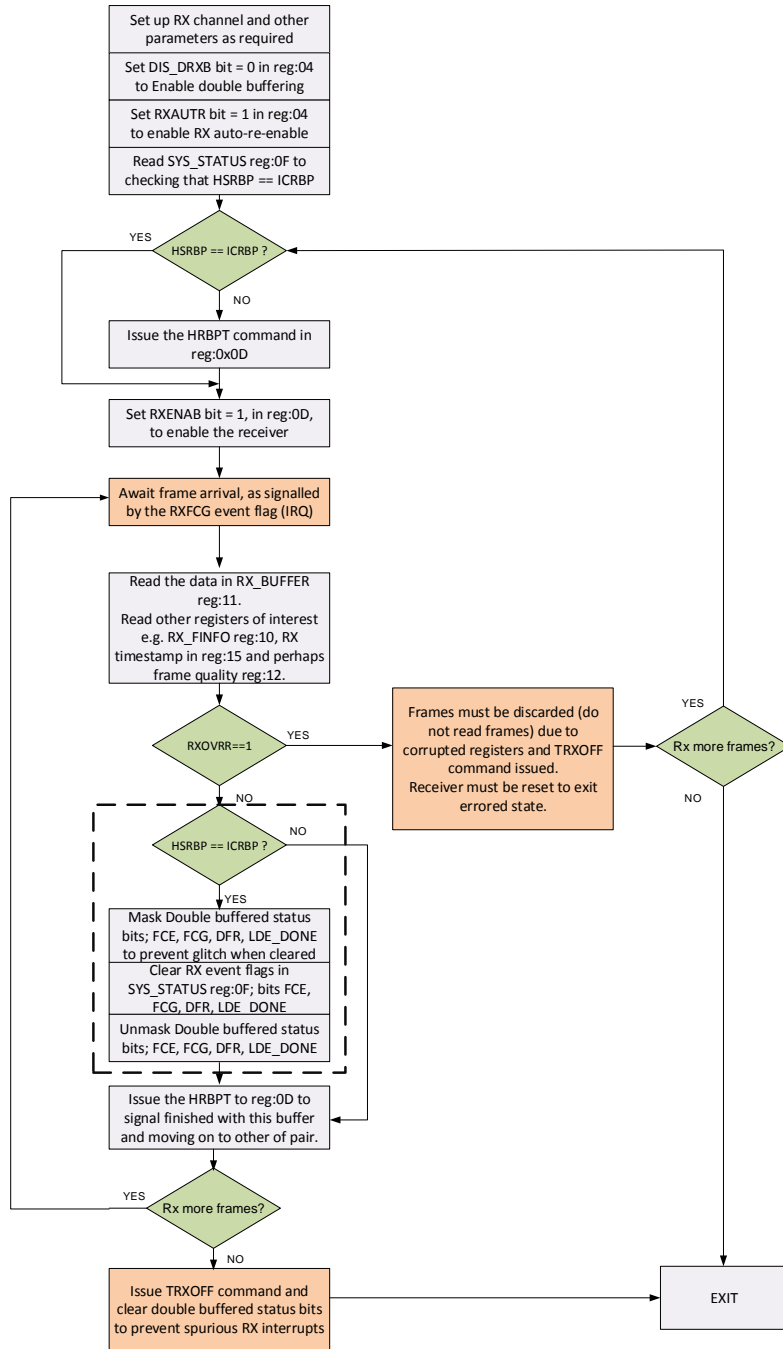 Set up RX channel and other
parameters as required
Set DIS_DRXB bit = 0 in reg:04
to Enable double buffering
Set RXAUTR bit = 1 in reg:04
to enable RX auto-re-enable
Read SYS_STATUS reg:0F to
checking that HSRBP == ICRBP
YES
HSRBP == ICRBP ?
NO
Issue the HRBPT command in
reg:0x0D
Set RXENAB bit = 1, in reg:0D,
to enable the receiver
Await frame arrival, as signalled
by the RXFCG event flag (IRQ)
Read the data in RX_BUFFER
reg:11.
Read other registers of interest
e.g. RX_FINFO reg:10, RX
timestamp in reg:15 and perhaps
frame quality reg:12.
RXOVRR==1
YES
NO
Frames must be discarded (do
not read frames) due to
corrupted registers and TRXOFF
command issued.
Receiver must be reset to exit
errored state.
YES
Rx more frames?
NO
HSRBP == ICRBP ?
NO
YES
Mask Double buffered status
bits; FCE, FCG, DFR, LDE_DONE
to prevent glitch when cleared
Clear RX event flags in
SYS_STATUS reg:0F; bits FCE,
FCG, DFR, LDE_DONE
Unmask Double buffered status
bits; FCE, FCG, DFR, LDE_DONE
Issue the HRBPT to reg:0D to
signal finished with this buffer
and moving on to other of pair.
YES
Rx more frames?
NO
Issue TRXOFF command and
clear double buffered status bits
to prevent spurious RX interrupts
EXIT